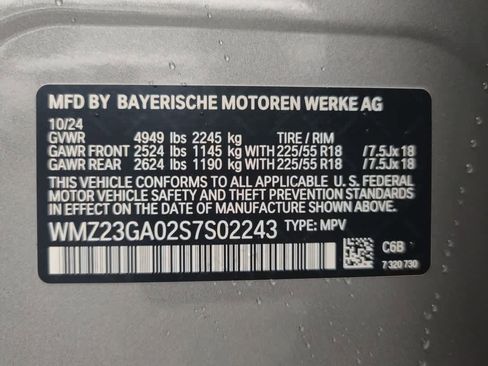 MFD BY BAYERISCHE MOTOREN WERKE AG
10/24 TIRE / RIM
GVWR 4949 lbs 2245 kg
GAWR FRONT 2524 lbs 1145 kg WITH 225/55 R18 /7.5Jx18
GAWR REAR 2624 lbs 1190 kg WITH 225/55 R18 /7.5Jx18
THIS VEHICLE CONFORMS TO ALL APPLICABLE U.S. FEDERAL
MOTOR VEHICLE SAFETY AND THEFT PREVENTION STANDARDS
IN EFFECT ON THE DATE OF MANUFACTURE SHOWN ABOVE.
WMZ23GA02S7S02243 TYPE: MPV
C6B
7 320 730